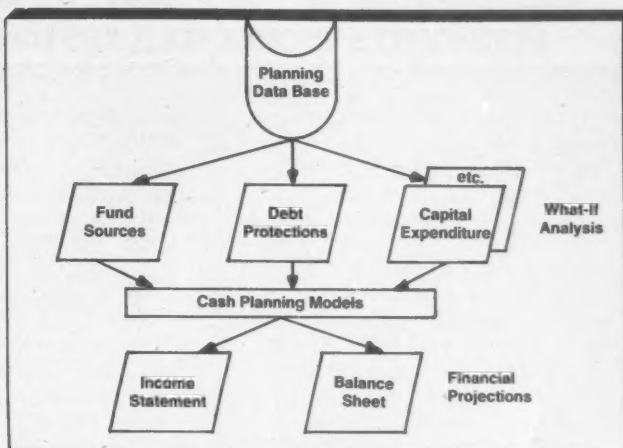 Planning
Data Base
etc.
Fund
Sources
Debt
Protections
Capital
Expenditure
What-If
Analysis
Cash Planning Models
Income
Statement
Balance
Sheet
Financial
Projections